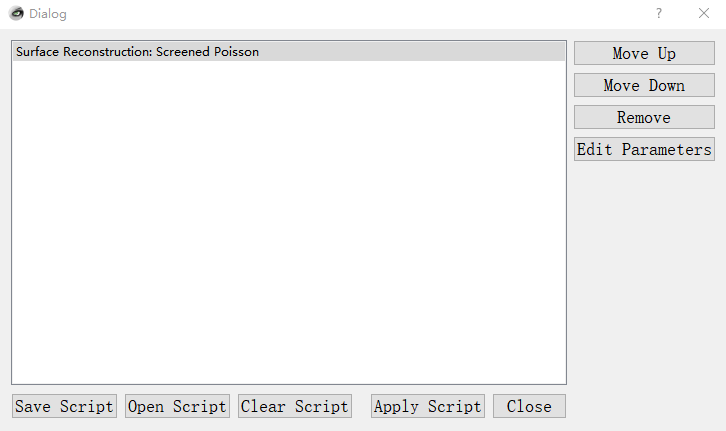 Dialog
?
Surface Reconstruction: Screened Poisson
Move Up
Move Down
Remove
Edit Parameters
Save Script
Open Script
Clear Script
Apply Script
Close